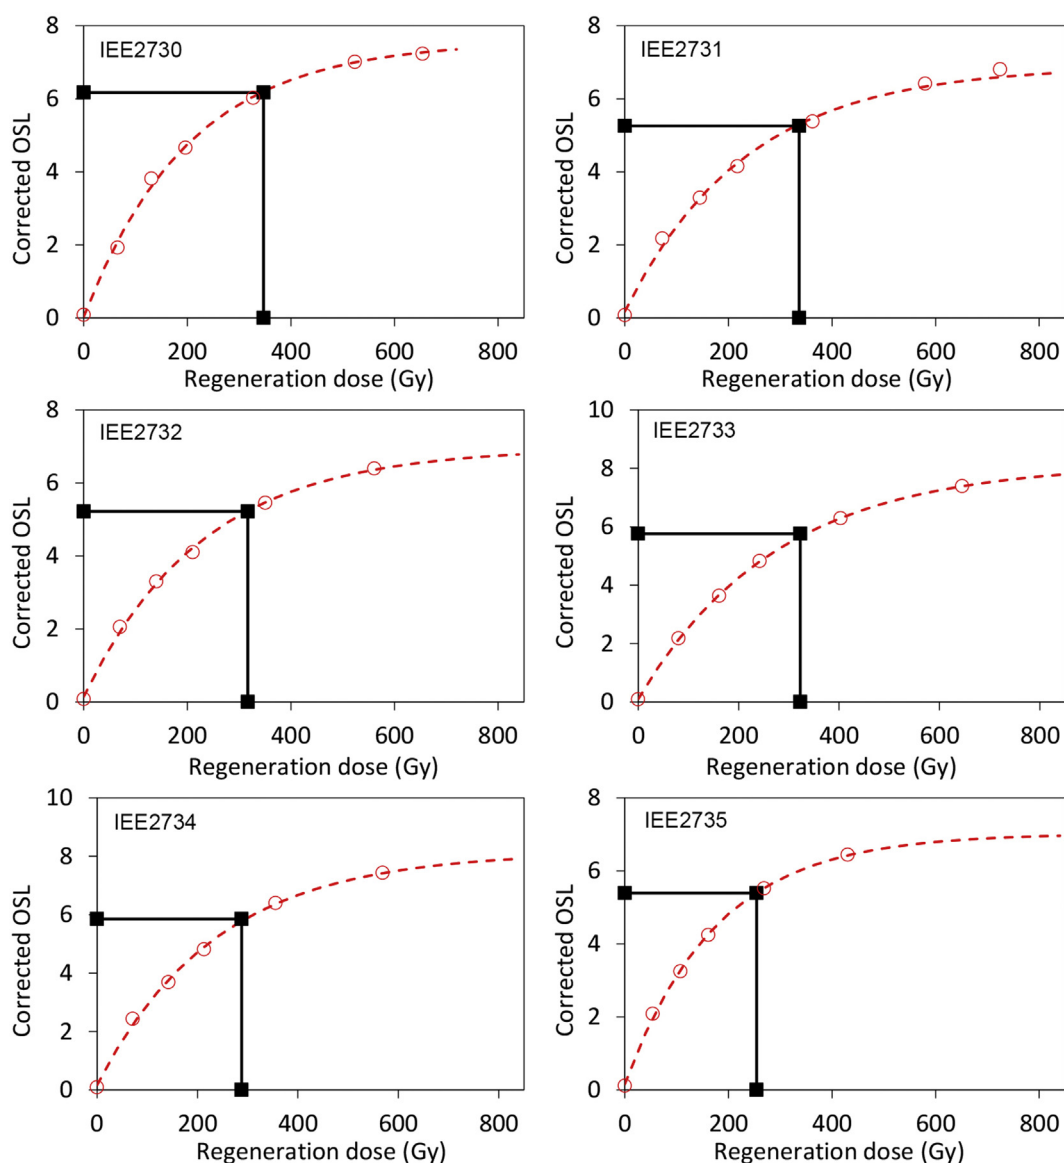 IEE2730
Corrected OSL
8
6
4
2
0
0 200 400 600 800
Regeneration dose (Gy)
IEE2731
Corrected OSL
8
6
4
2
0
0 200 400 600 800
Regeneration dose (Gy)
IEE2732
Corrected OSL
8
6
4
2
0
0 200 400 600 800
Regeneration dose (Gy)
IEE2733
Corrected OSL
10
8
6
4
2
0
0 200 400 600 800
Regeneration dose (Gy)
IEE2734
Corrected OSL
10
8
6
4
2
0
0 200 400 600 800
Regeneration dose (Gy)
IEE2735
Corrected OSL
8
6
4
2
0
0 200 400 600 800
Regeneration dose (Gy)